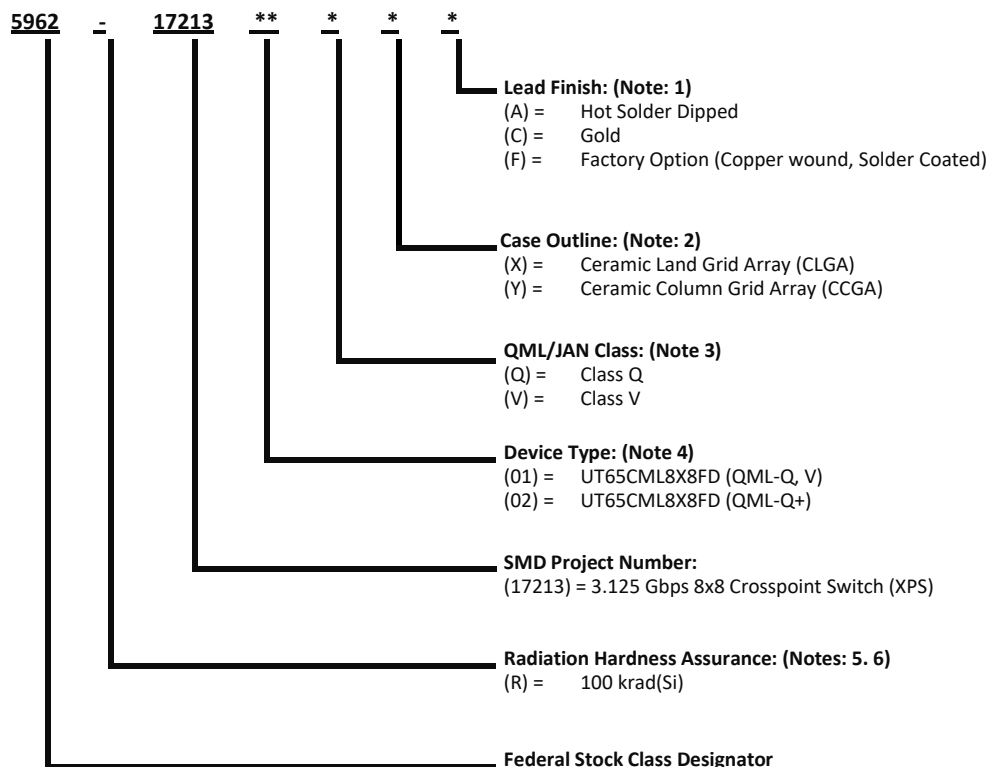 5962 - 17213 ** * * *
Lead Finish: (Note: 1)
(A) = Hot Solder Dipped
(C) = Gold
(F) = Factory Option (Copper wound, Solder Coated)
Case Outline: (Note: 2)
(X) = Ceramic Land Grid Array (CLGA)
(Y) = Ceramic Column Grid Array (CCGA)
QML/JAN Class: (Note 3)
(Q) = Class Q
(V) = Class V
Device Type: (Note 4)
(01) = UT65CML8X8FD (QML-Q, V)
(02) = UT65CML8X8FD (QML-Q+)
SMD Project Number:
(17213) = 3.125 Gbps 8x8 Crosspoint Switch (XPS)
Radiation Hardness Assurance: (Notes: 5. 6)
(R) = 100 krad(Si)
Federal Stock Class Designator